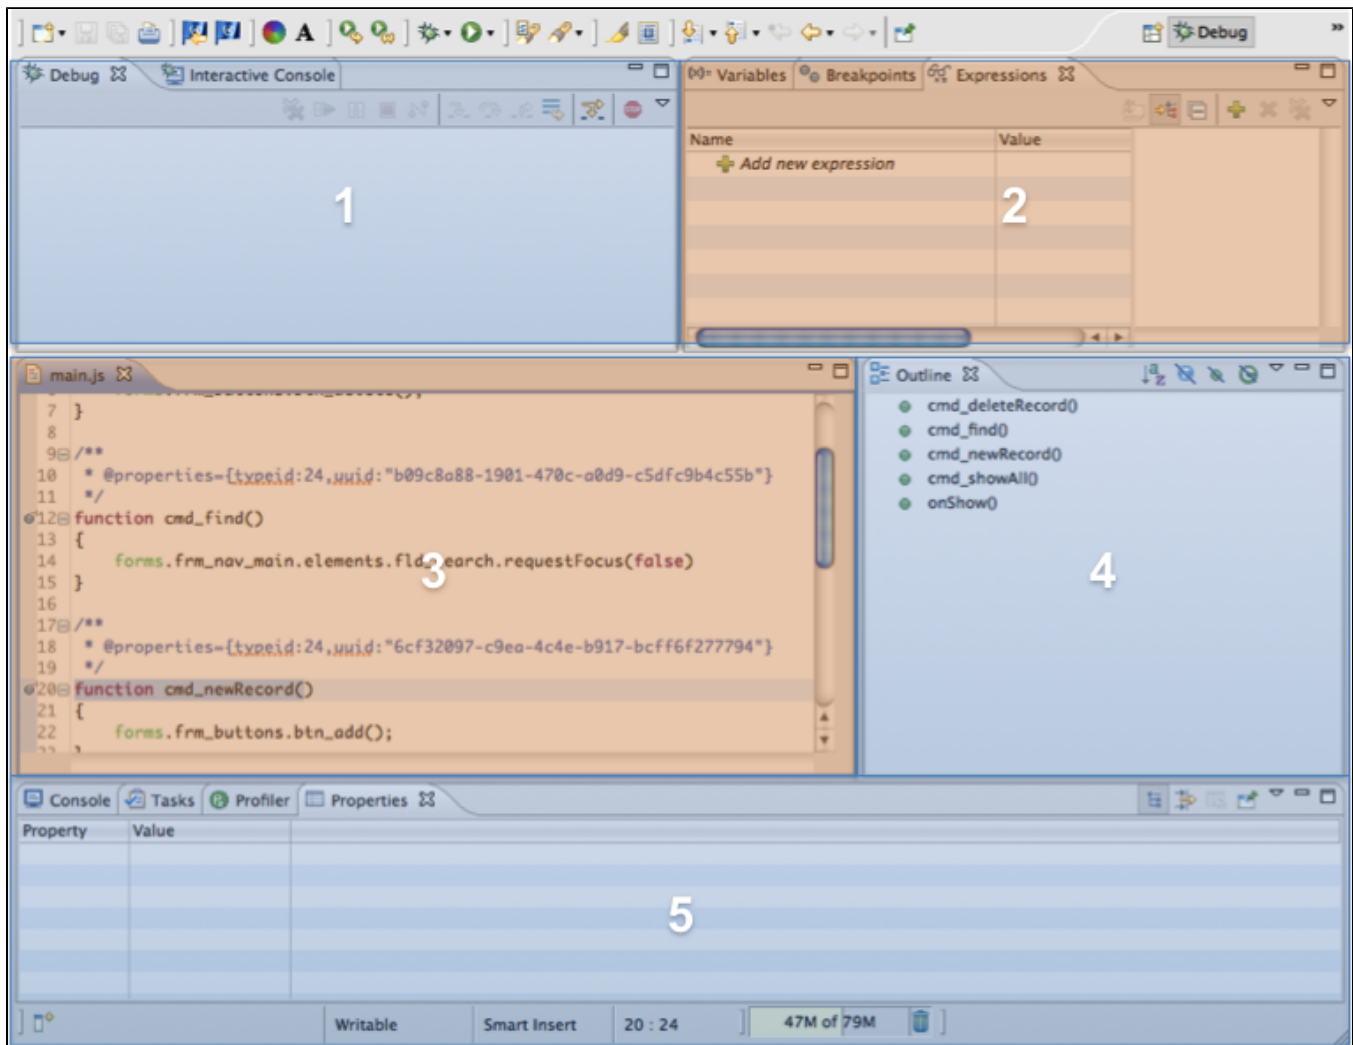 A
Debug
Debug
Interactive Console
Variables
Breakpoints
Expressions
Name
Value
Add new expression
1
2
main.js
7 }
8
9 /**
10 * @properties={typeid:24,uuid:"b09c8a88-1901-470c-a0d9-c5dfc9b4c55b"}
11 */
12 function cmd_find()
13 {
14 forms.frm_nav_main.elements.fld_search.requestFocus(false)
15 }
16
17 /**
18 * @properties={typeid:24,uuid:"6cf32097-c9ea-4c4e-b917-bcff6f277794"}
19 */
20 function cmd_newRecord()
21 {
22 forms.frm_buttons.btn_add();
3
Outline
cmd_deleteRecord()
cmd_find()
cmd_newRecord()
cmd_showAll()
onShow()
4
Console
Tasks
Profiler
Properties
Property
Value
5
Writable
Smart Insert
20 : 24
47M of 79M